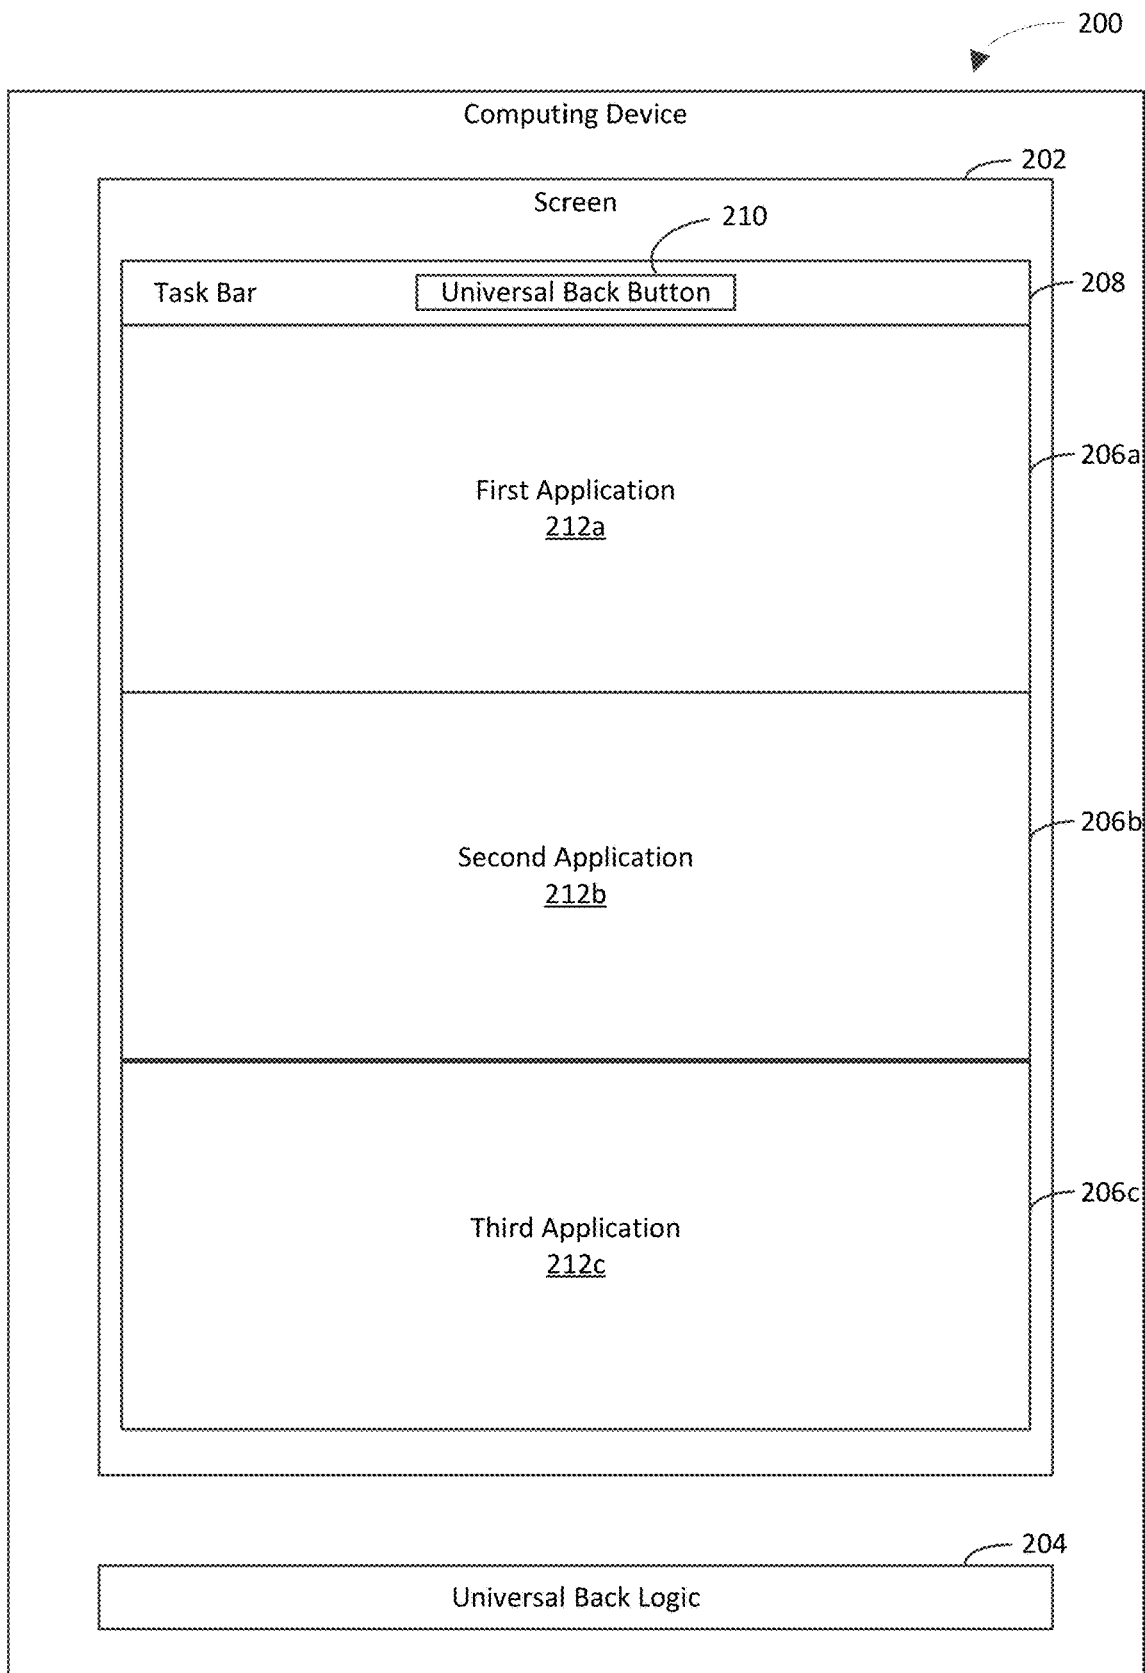 200
Computing Device
202
Screen
210
Task Bar
Universal Back Button
208
206a
First Application
212a
206b
Second Application
212b
206c
Third Application
212c
204
Universal Back Logic